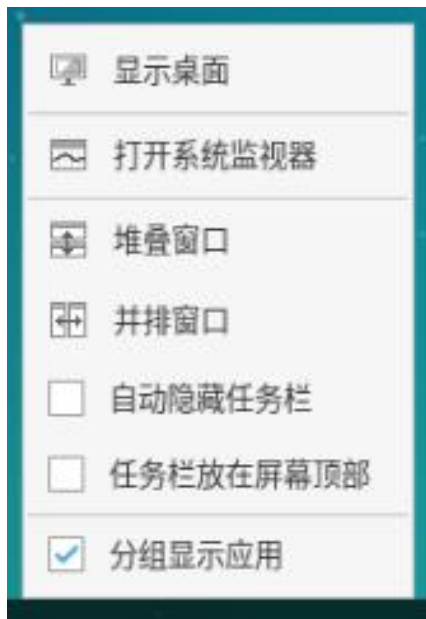 显示桌面
打开系统监视器
堆叠窗口
并排窗口
自动隐藏任务栏
任务栏放在屏幕顶部
分组显示应用